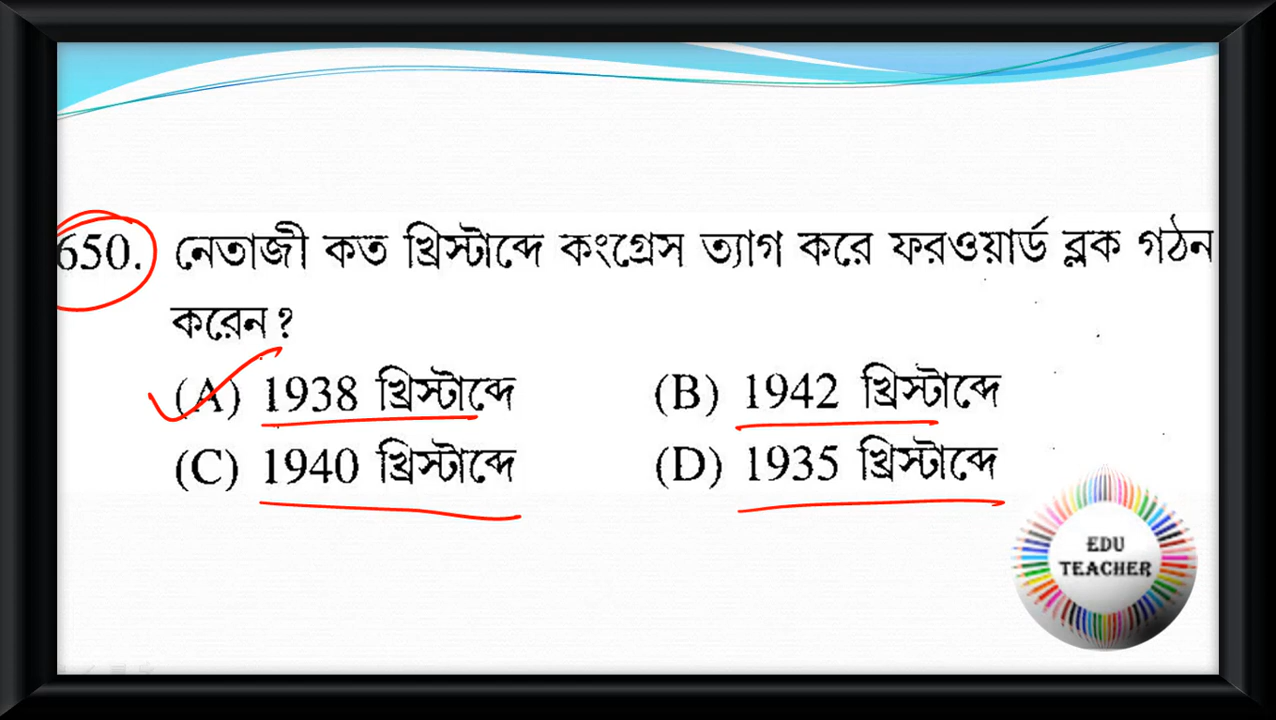 650. নেতাজী কত খ্রিস্টাব্দে কংগ্রেস ত্যাগ করে ফরওয়ার্ড ব্লক গঠন
করেন?
(A) 1938 খ্রিস্টাব্দে (B) 1942 খ্রিস্টাব্দে
(C) 1940 খ্রিস্টাব্দে (D) 1935 খ্রিস্টাব্দে
EDU
TEACHER